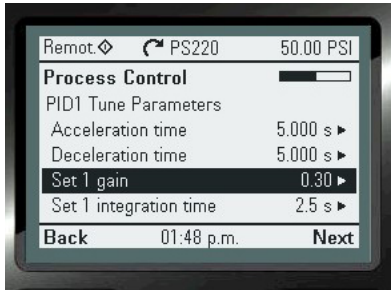 Remot. PS220 50.00 PSI
Process Control
PID1 Tune Parameters
Acceleration time 5.000 s ▸
Deceleration time 5.000 s ▸
Set 1 gain 0.30 ▸
Set 1 integration time 2.5 s ▸
Back 01:48 p.m. Next